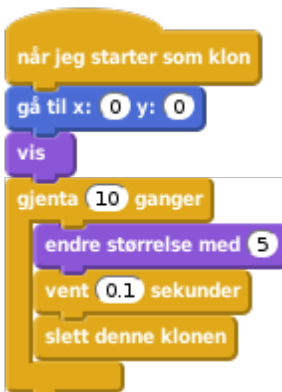 når jeg starter som klon
gå til x: 0 y: 0
vis
gjenta 10 ganger
endre størrelse med 5
vent 0.1 sekunder
slett denne klonen